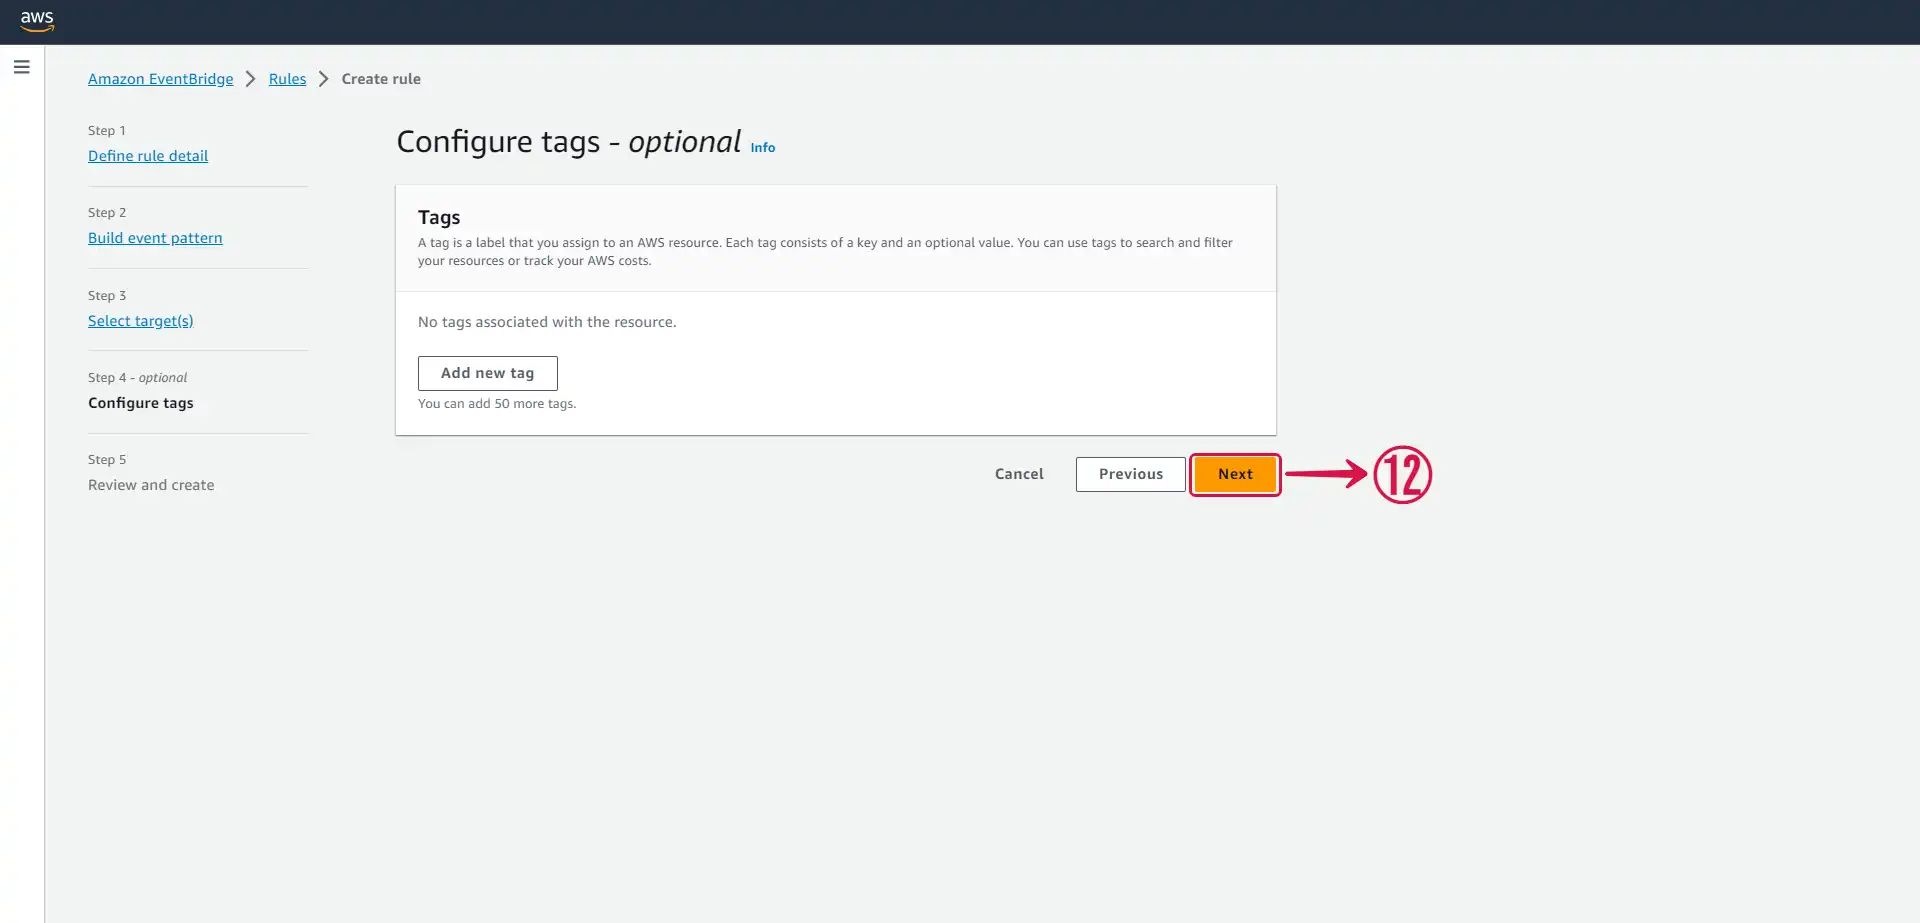 aws
Amazon EventBridge > Rules > Create rule
Step 1
Define rule detail
Step 2
Build event pattern
Step 3
Select target(s)
Step 4 - optional
Configure tags
Step 5
Review and create
Configure tags - optional Info
Tags
A tag is a label that you assign to an AWS resource. Each tag consists of a key and an optional value. You can use tags to search and filter
your resources or track your AWS costs.
No tags associated with the resource.
Add new tag
You can add 50 more tags.
Cancel Previous Next 12